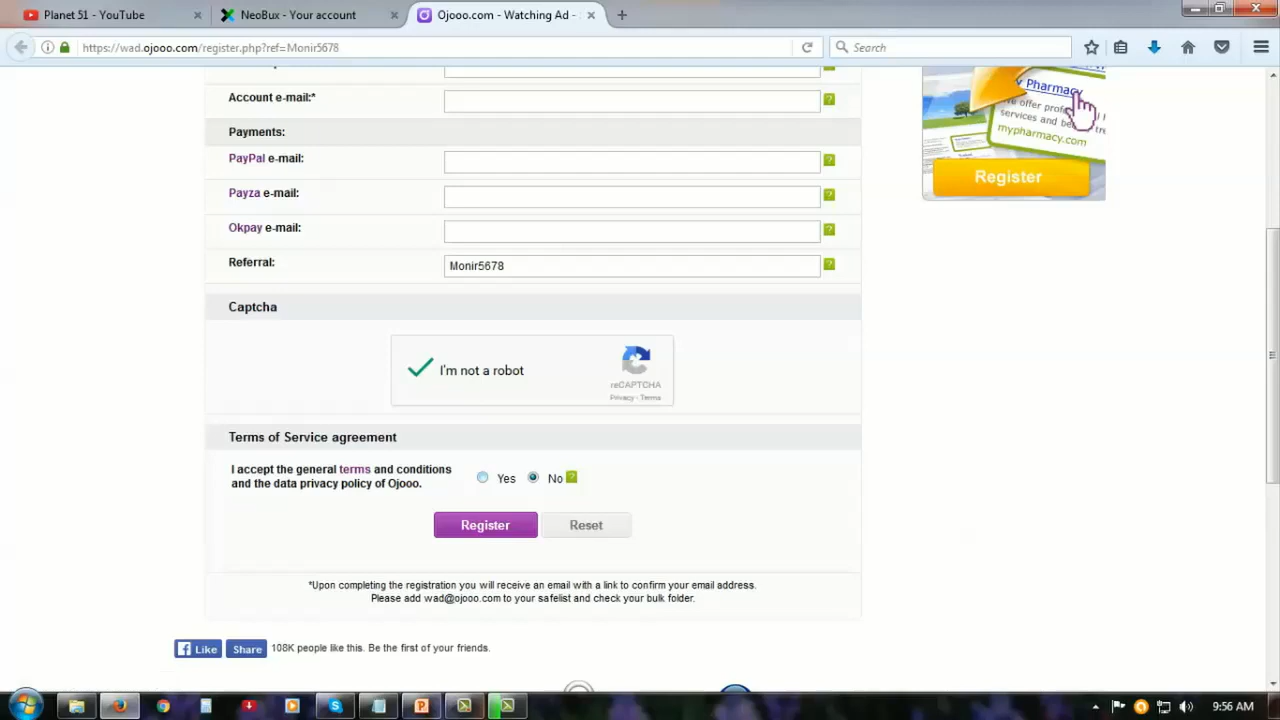 Planet 51 - YouTube
NeoBux - Your account
Ojooo.com - Watching Ad -
https://wad.ojooo.com/register.php?ref=Monir5678
Search
Account e-mail:*
Payments:
PayPal e-mail:
Payza e-mail:
Okpay e-mail:
Referral:
Monir5678
Captcha
I'm not a robot
reCAPTCHA
Privacy - Terms
Terms of Service agreement
I accept the general terms and conditions
and the data privacy policy of Ojooo.
Yes
No
Register
Reset
*Upon completing the registration you will receive an email with a link to confirm your email address.
Please add wad@ojooo.com to your safelist and check your bulk folder.
Like
Share
108K people like this. Be the first of your friends.
Pharmacy
We offer
services and
mypharmacy.com
Register
9:56 AM